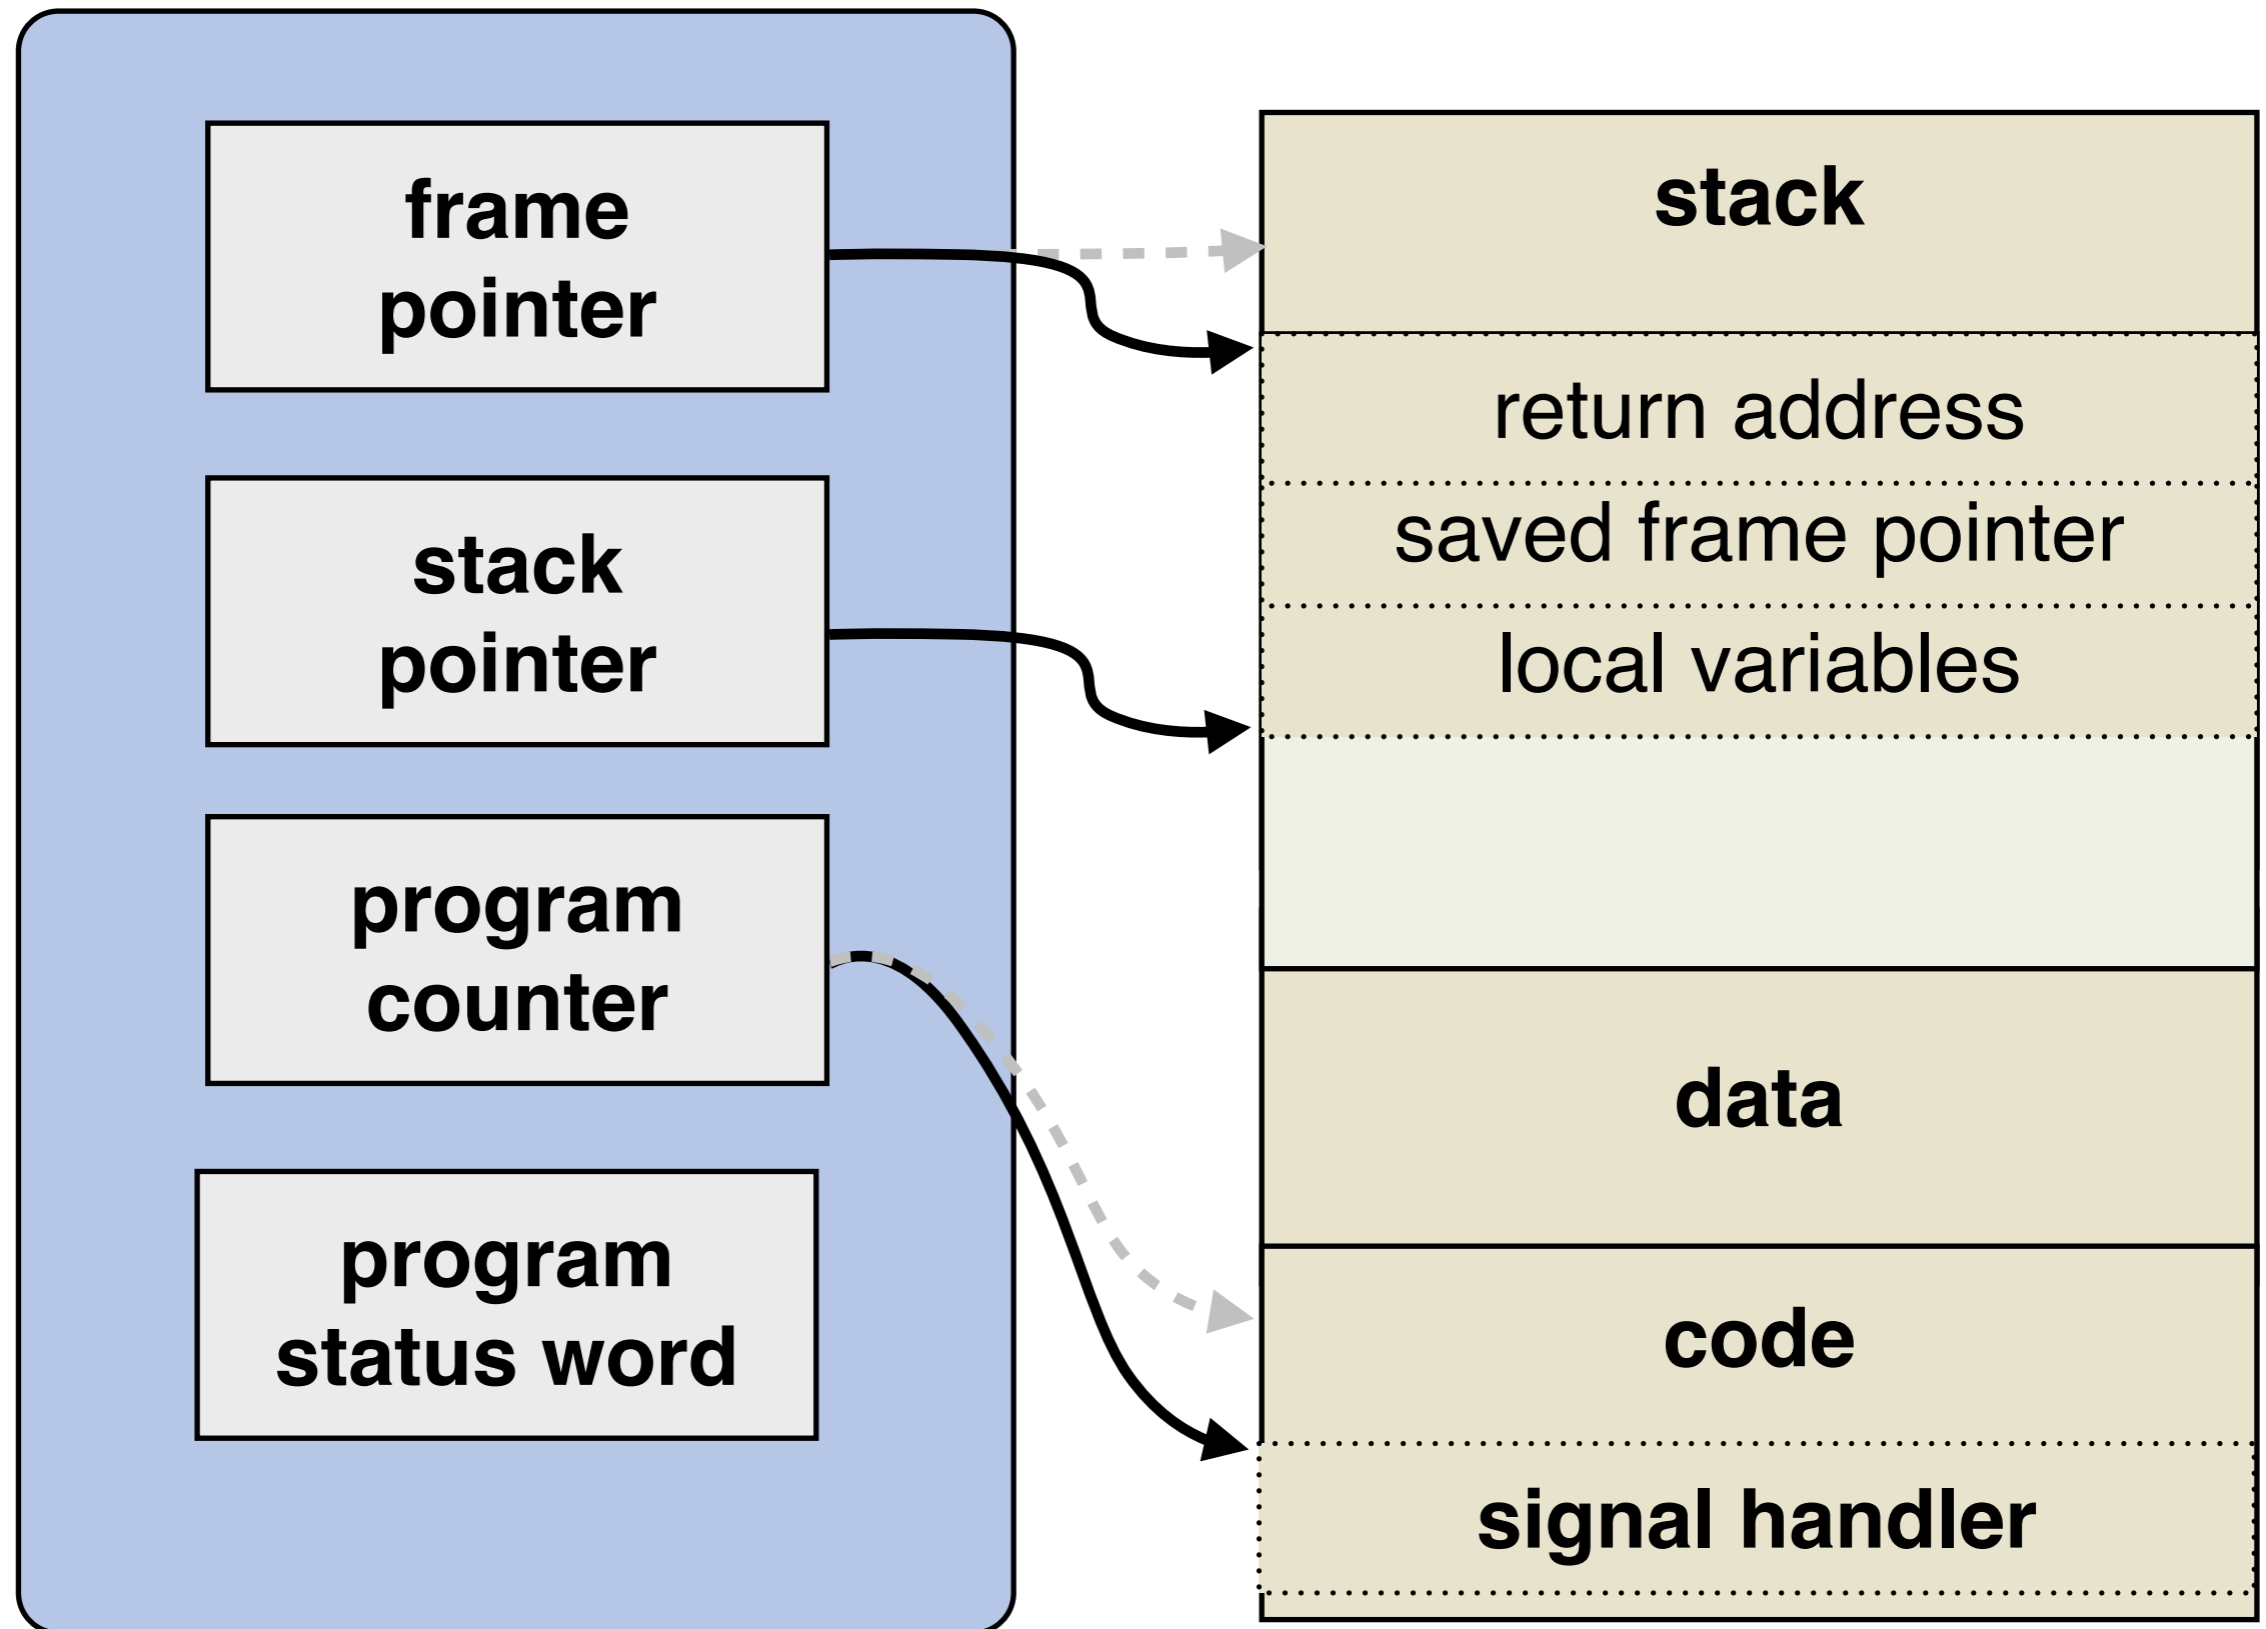 frame
pointer
stack
pointer
program
counter
program
status word
stack
return address
saved frame pointer
local variables
data
code
signal handler